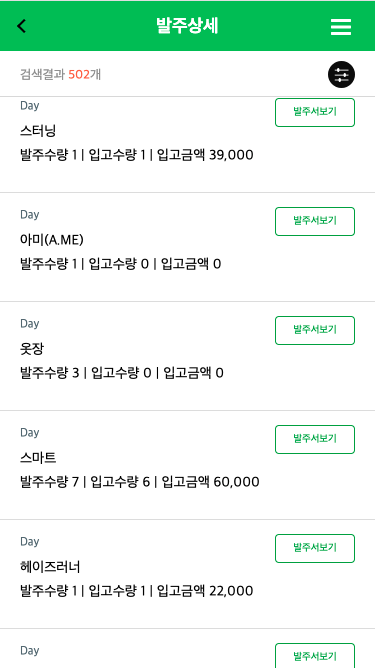 발주상세
검색결과 502개
Day
발주서보기
스터닝
발주수량 1 | 입고수량 1 | 입고금액 39,000
Day
발주서보기
아미(A.ME)
발주수량 1 | 입고수량 0 | 입고금액 0
Day
발주서보기
옷장
발주수량 3 | 입고수량 0 | 입고금액 0
Day
발주서보기
스마트
발주수량 7 | 입고수량 6 | 입고금액 60,000
Day
발주서보기
헤이즈러너
발주수량 1 | 입고수량 1 | 입고금액 22,000
Day
발주서보기